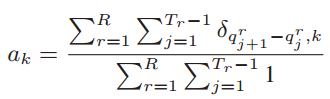 $a_k = \frac{\sum_{r=1}^{R} \sum_{j=1}^{T_r-1} \delta_{q_{j+1}^r - q_j^r, k}}{\sum_{r=1}^{R} \sum_{j=1}^{T_r-1} 1}$